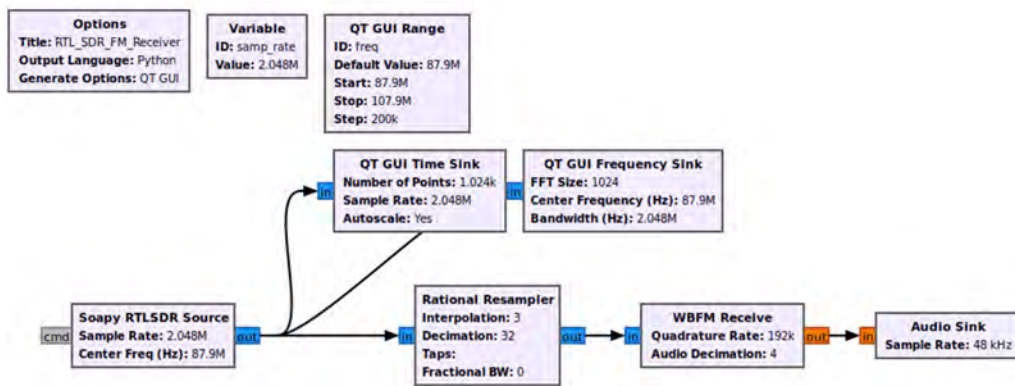 Options
Title: RTL_SDR_FM_Receiver
Output Language: Python
Generate Options: QT GUI
Variable
ID: samp_rate
Value: 2.048M
QT GUI Range
ID: freq
Default Value: 87.9M
Start: 87.9M
Stop: 107.9M
Step: 200k
QT GUI Time Sink
in
Number of Points: 1.024k
Sample Rate: 2.048M
Autoscale: Yes
QT GUI Frequency Sink
in
FFT Size: 1024
Center Frequency (Hz): 87.9M
Bandwidth (Hz): 2.048M
Soapy RTLSDR Source
cmd
Sample Rate: 2.048M
Center Freq (Hz): 87.9M
out
Rational Resampler
in
Interpolation: 3
Decimation: 32
Taps:
Fractional BW: 0
out
WBFM Receive
in
Quadrature Rate: 192k
Audio Decimation: 4
out
Audio Sink
in
Sample Rate: 48 kHz